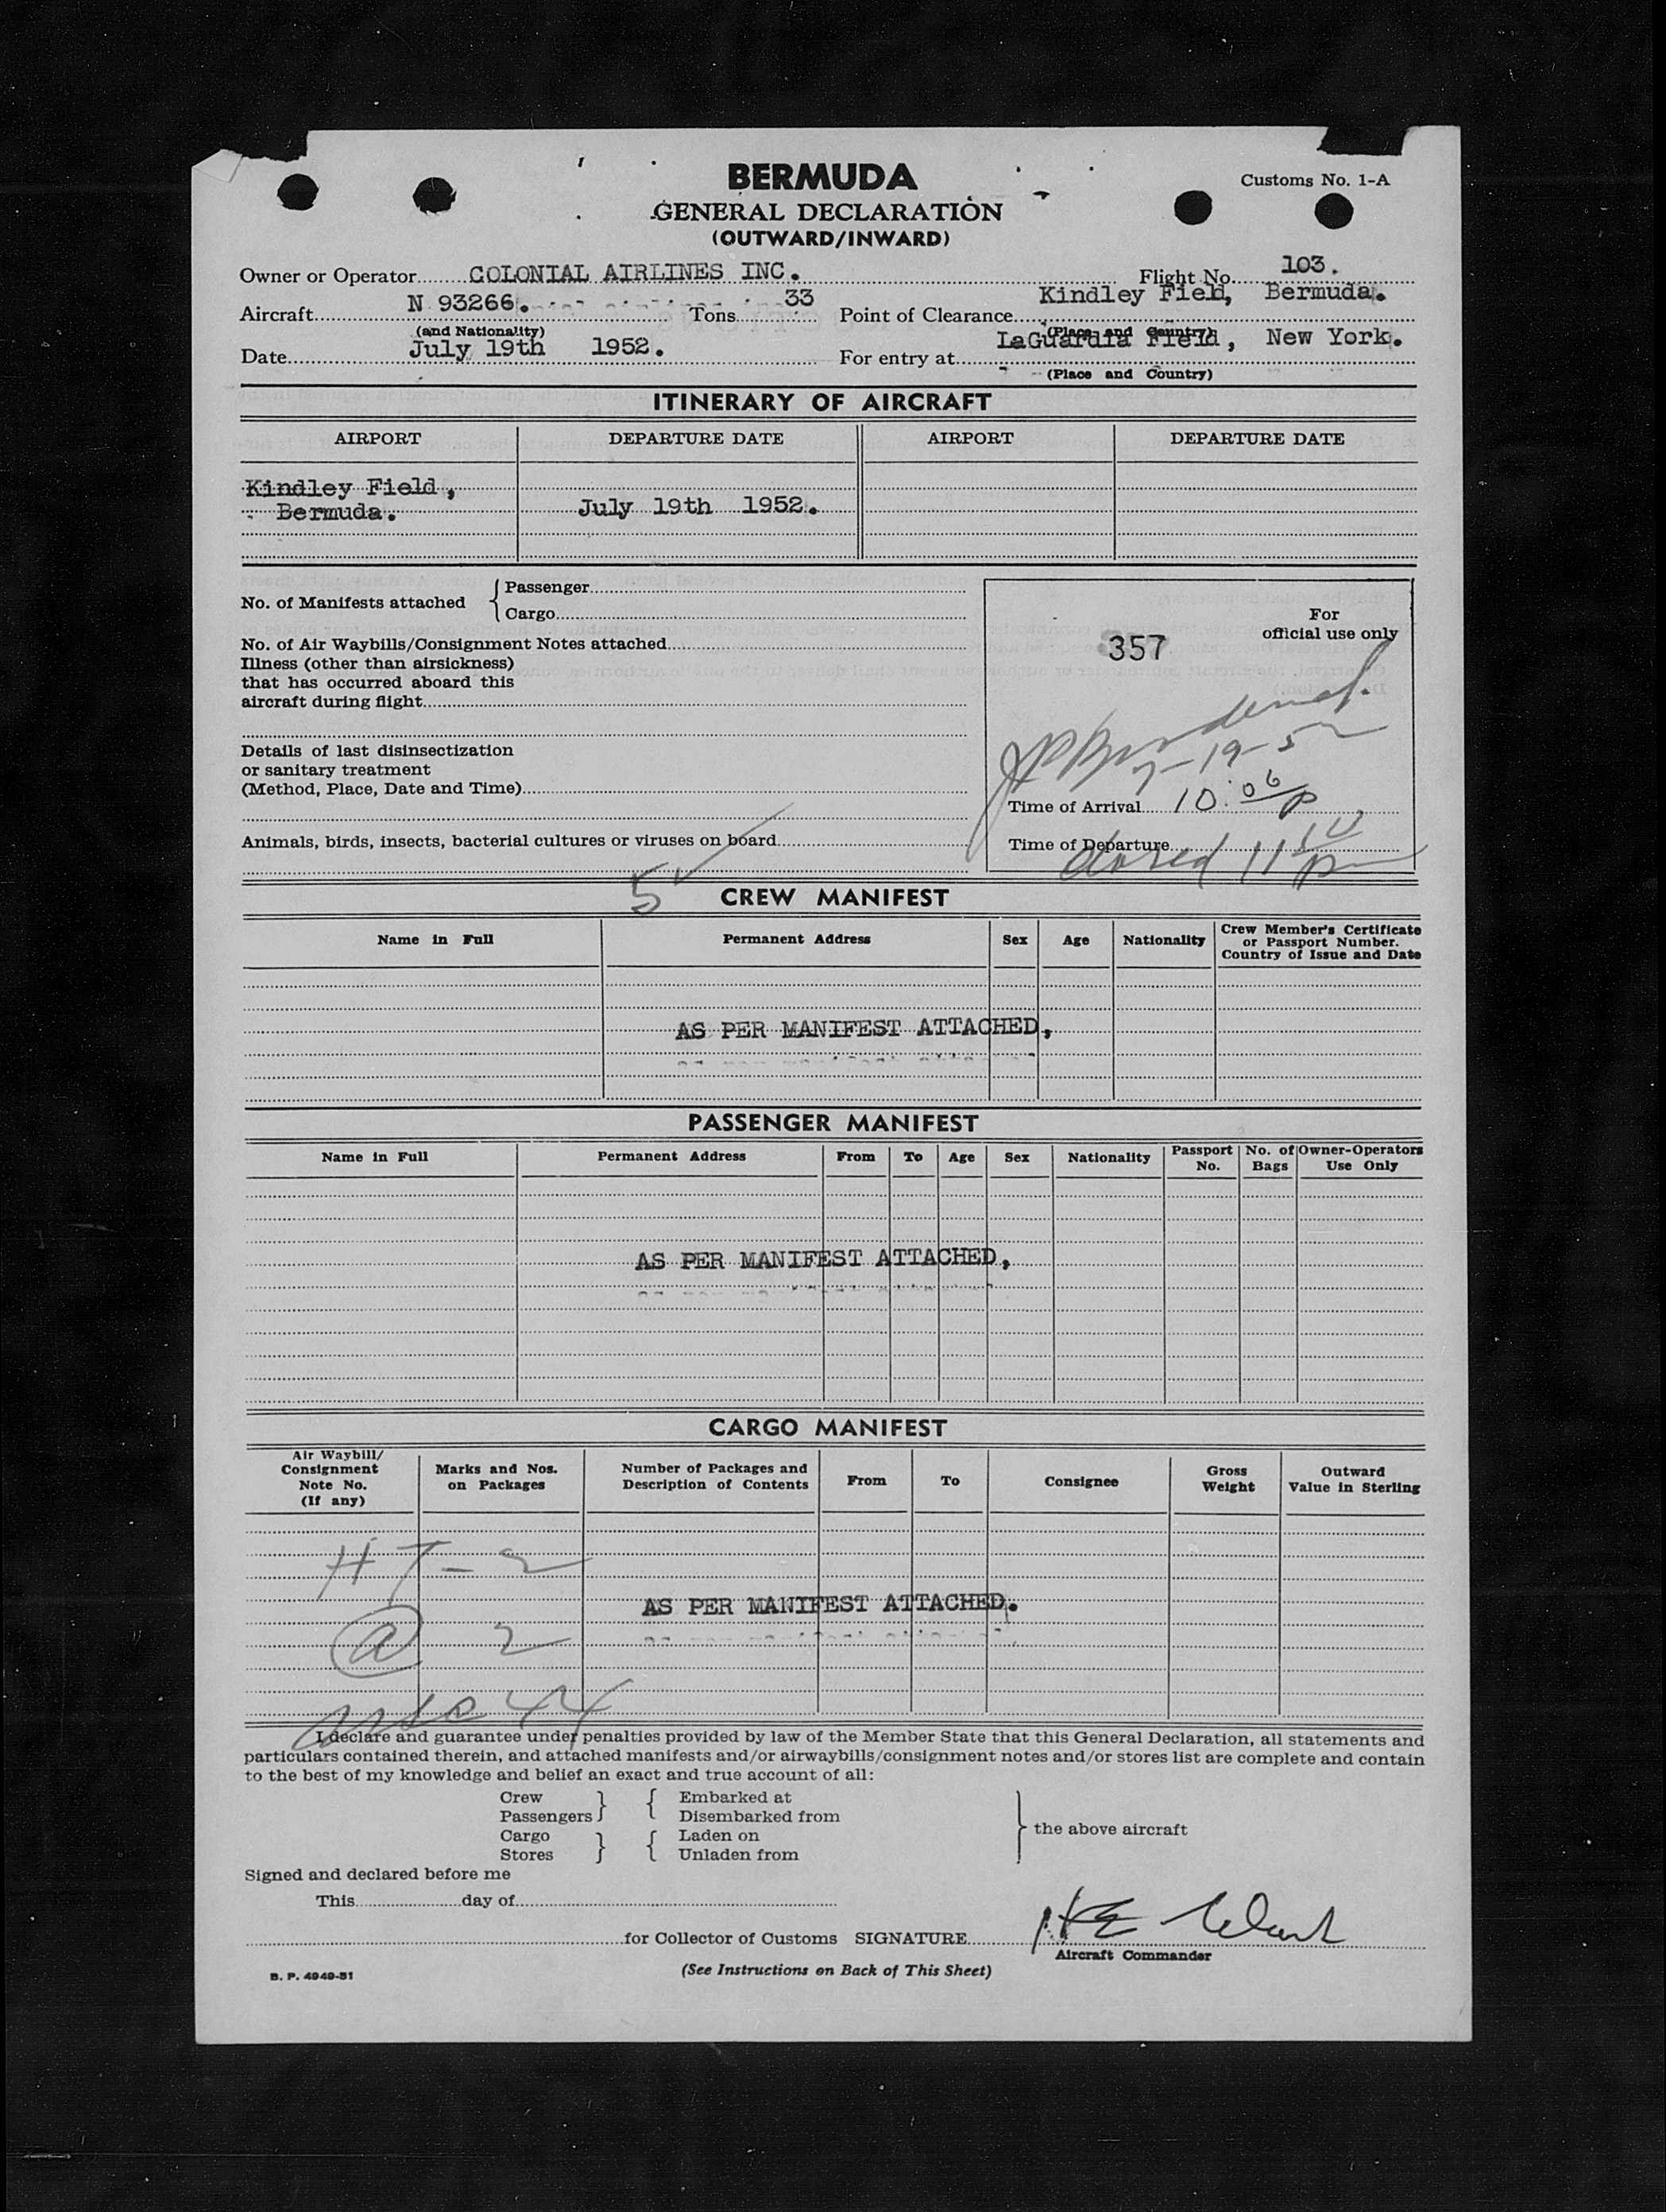 BERMUDA
Customs No. 1-A
GENERAL DECLARATION
(OUTWARD/INWARD)
Owner or Operator COLONIAL AIRLINES INC. Flight No. 103.
Aircraft N 93266. Tons 33 Point of Clearance Kindley Field, Bermuda.
(and Nationality) (Place and Country)
Date July 19th 1952. For entry at LaGuardia Field, New York.
(Place and Country)
ITINERARY OF AIRCRAFT
AIRPORT DEPARTURE DATE AIRPORT DEPARTURE DATE
Kindley Field,
Bermuda. July 19th 1952.
No. of Manifests attached { Passenger
Cargo
No. of Air Waybills/Consignment Notes attached
Illness (other than airsickness)
that has occurred aboard this
aircraft during flight
Details of last disinsectization
or sanitary treatment
(Method, Place, Date and Time)
Animals, birds, insects, bacterial cultures or viruses on board
For
official use only
357
7-19-52
Time of Arrival 10:06 p
Time of Departure
closed 11 10 pm
5 ✓
CREW MANIFEST
Name in Full Permanent Address Sex Age Nationality Crew Member's Certificate
or Passport Number.
Country of Issue and Date
AS PER MANIFEST ATTACHED,
PASSENGER MANIFEST
Name in Full Permanent Address From To Age Sex Nationality Passport No. No. of Bags Owner-Operators Use Only
AS PER MANIFEST ATTACHED,
CARGO MANIFEST
Air Waybill/
Consignment
Note No.
(If any)
Marks and Nos.
on Packages
Number of Packages and
Description of Contents
From To Consignee Gross
Weight
Outward
Value in Sterling
HT-2
AS PER MANIFEST ATTACHED.
@ 2
44
I declare and guarantee under penalties provided by law of the Member State that this General Declaration, all statements and
particulars contained therein, and attached manifests and/or airwaybills/consignment notes and/or stores list are complete and contain
to the best of my knowledge and belief an exact and true account of all:
Crew } { Embarked at
Passengers } { Disembarked from
Cargo } { Laden on } the above aircraft
Stores } { Unladen from
Signed and declared before me
This day of
for Collector of Customs SIGNATURE
Aircraft Commander
B. P. 4949-51
(See Instructions on Back of This Sheet)